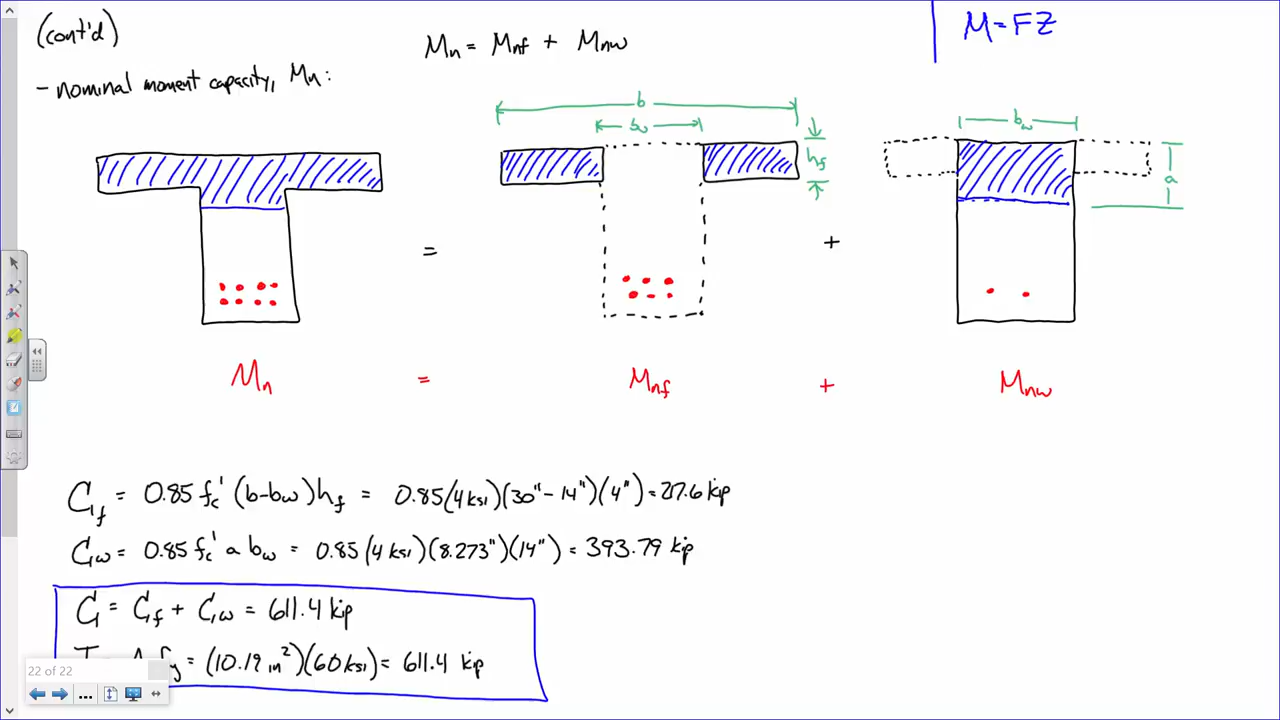 (cont'd)
Mn = Mnf + Mnw
M = FZ
- nominal moment capacity, Mn:
b
bw
hf
bw
a
=
+
Mn = Mnf + Mnw
Cf = 0.85 fc' (b-bw) hf = 0.85(4 ksi)(30" - 14")(4") = 217.6 kip
Cw = 0.85 fc' a bw = 0.85(4 ksi)(8.273")(14") = 393.79 kip
C = Cf + Cw = 611.4 kip
fy = (10.19 in²)(60 ksi) = 611.4 kip
22 of 22